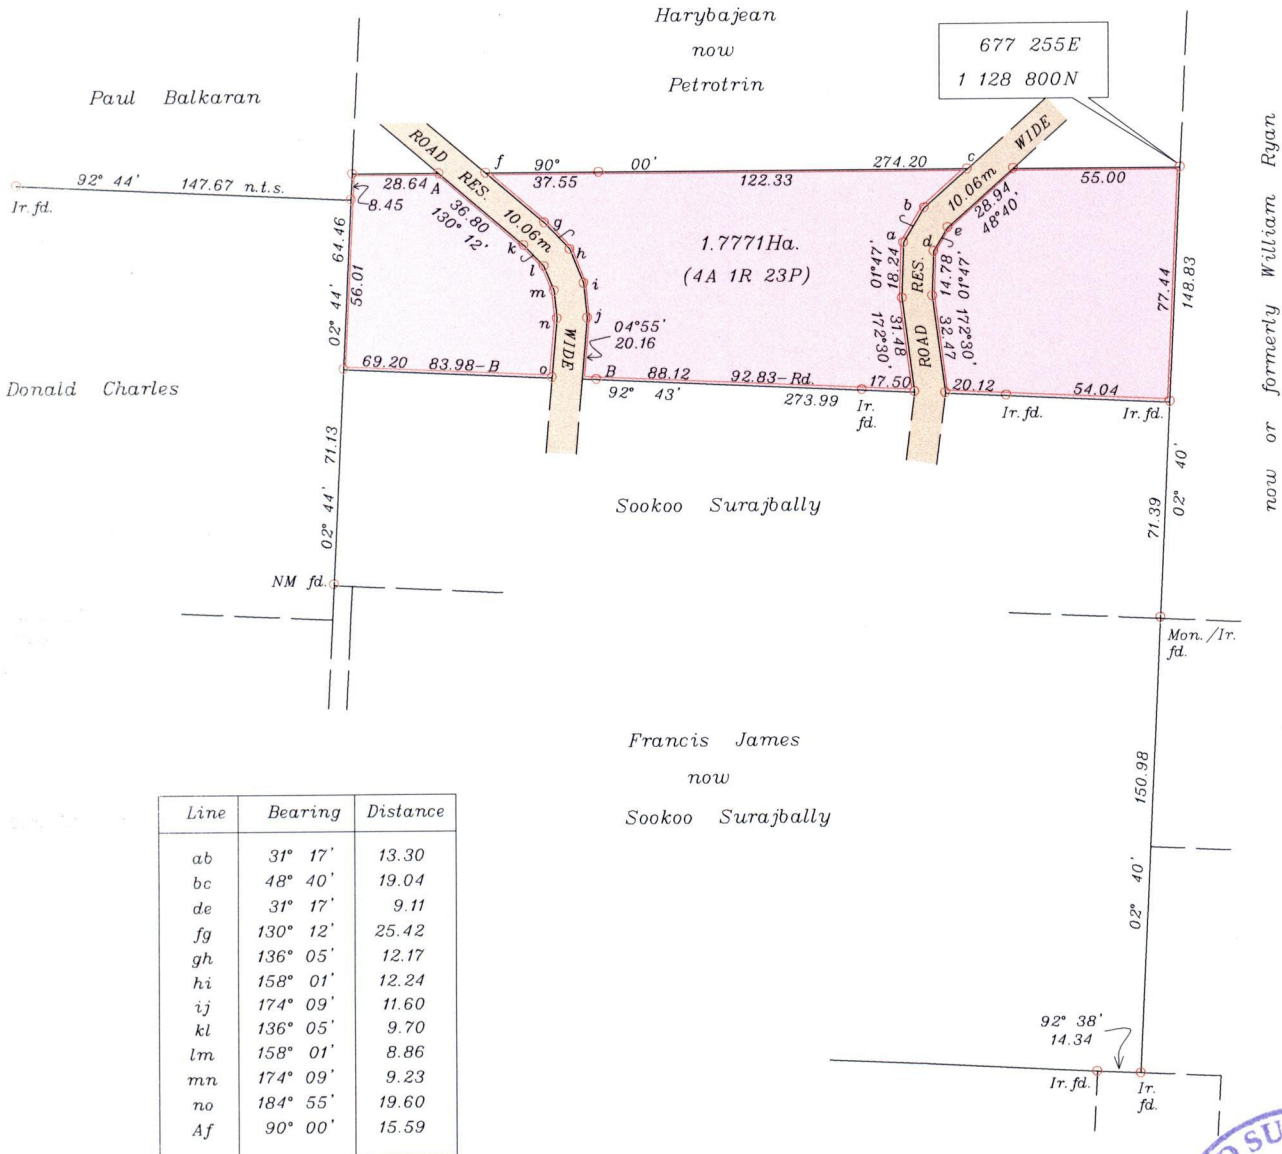 Harybajean
now
Petrotrin
677 255E
1 128 800N
Paul Balkaran
now or formerly William Ryan
ROAD RES. 10.06m WIDE
f
90° 00' 274.20
c
ROAD RES. 10.06m WIDE
92° 44' 147.67 n.t.s.
Ir. fd.
28.64
A
37.55
122.33
55.00
8.45
36.80
130° 12'
g
h
k
l
i
m
n
j
b
a
28.94
48°40'
e
d
64.46
56.01
02° 44'
1.7771Ha.
(4A 1R 23P)
18.24
01°47'
14.78
01°47'
31.48
172°30'
32.47
172°30'
77.44
148.83
04°55'
20.16
69.20 83.98-B
o
B
88.12 92.83-Rd.
17.50
20.12
54.04
92° 43' 273.99
Ir.
fd.
Ir. fd.
Ir. fd.
Donald Charles
02° 44' 71.13
Sookoo Surajbally
71.39
02° 40'
NM fd.
Mon./Ir.
fd.
Francis James
now
Sookoo Surajbally
150.98
02° 40'
Line Bearing Distance
ab 31° 17' 13.30
bc 48° 40' 19.04
de 31° 17' 9.11
fg 130° 12' 25.42
gh 136° 05' 12.17
hi 158° 01' 12.24
ij 174° 09' 11.60
kl 136° 05' 9.70
lm 158° 01' 8.86
mn 174° 09' 9.23
no 184° 55' 19.60
Af 90° 00' 15.59
92° 38'
14.34
Ir. fd.
Ir.
fd.